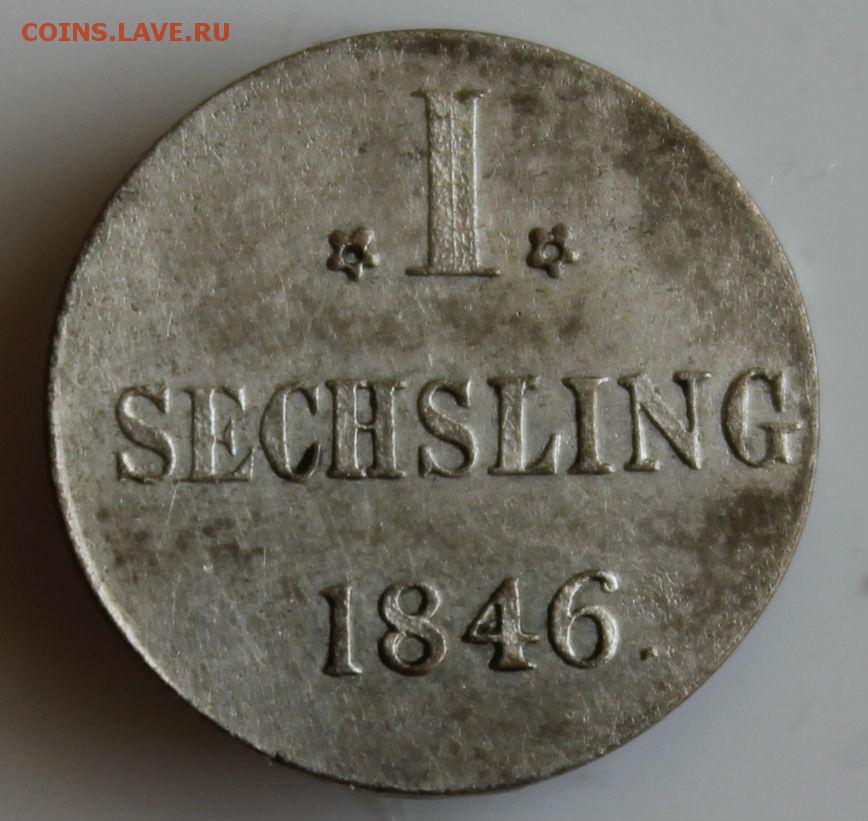 COINS.LAVE.RU
I
SECHSLING
1846.